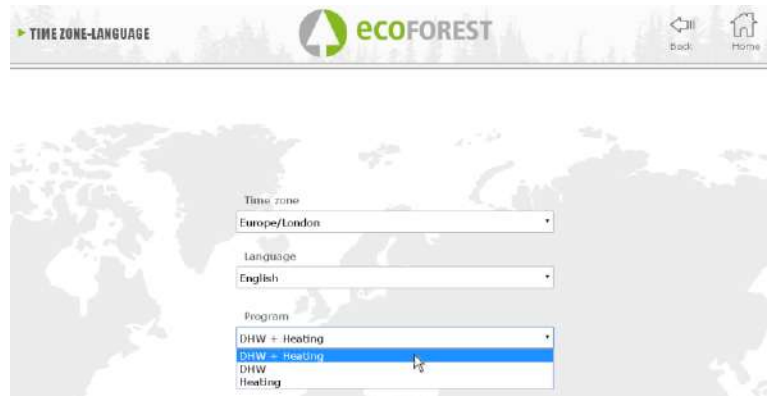 TIME ZONE-LANGUAGE
ecoFOREST
Back
Home
Time zone
Europe/London
Language
English
Program
DHW + Heating
DHW + Heating
DHW
Heating